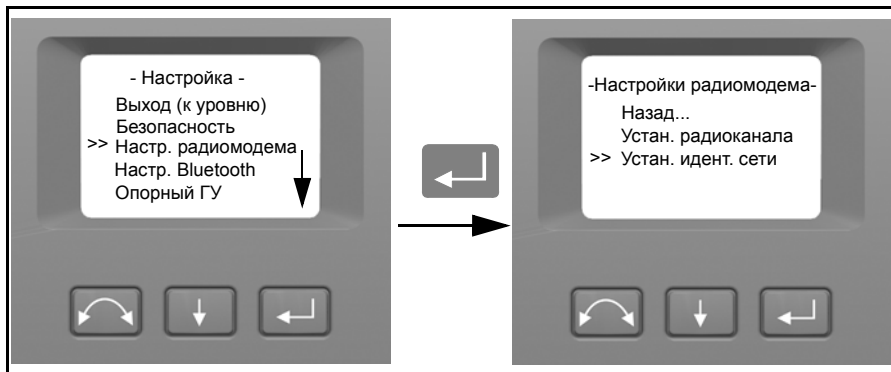 - Настройка -
Выход (к уровню)
Безопасность
>> Настр. радиомодема
Настр. Bluetooth
Опорный ГУ
-Настройки радиомодема-
Назад...
Устан. радиоканала
>> Устан. идент. сети